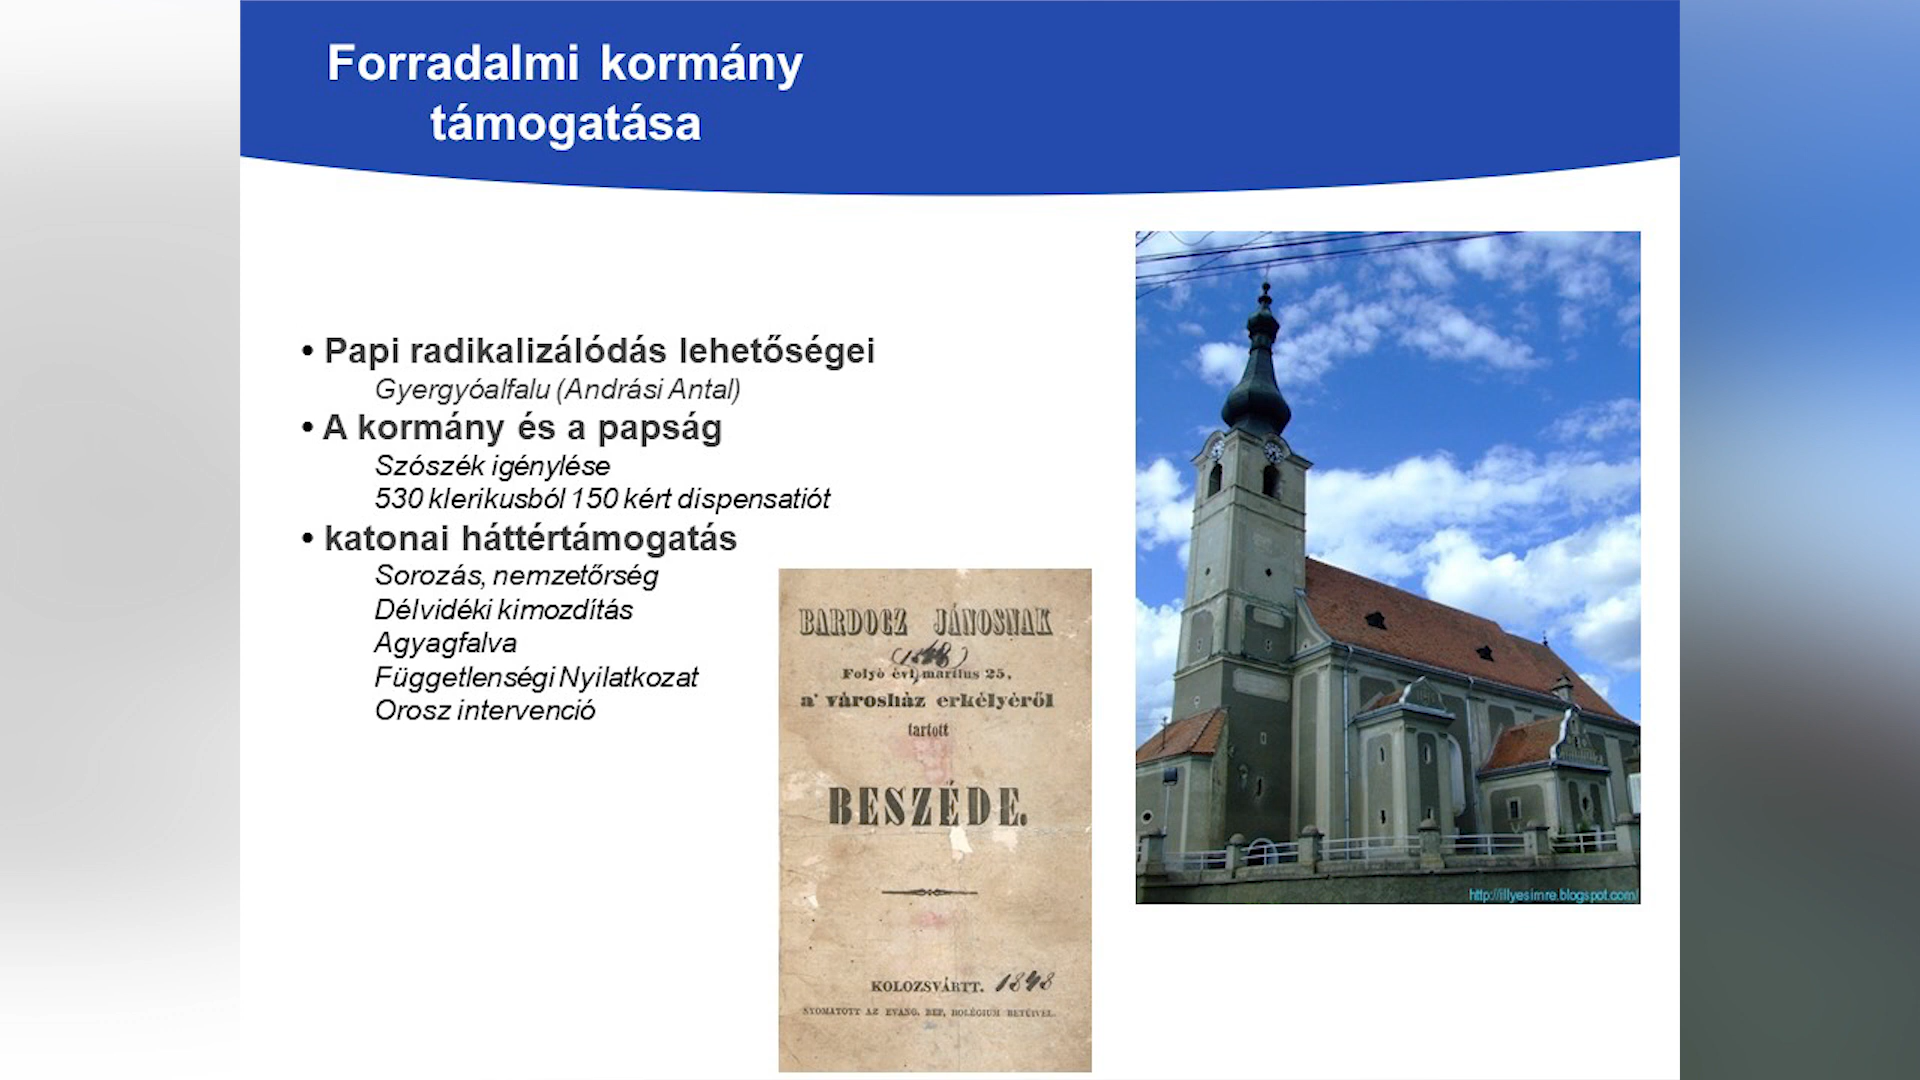 Forradalmi kormány
támogatása
• Papi radikalizálódás lehetőségei
Gyergyóalfalu (Andrási Antal)
• A kormány és a papság
Szószék igénylése
530 klerikusból 150 kért dispensatiót
• katonai háttértámogatás
Sorozás, nemzetőrség
Délvidéki kimozdítás
Agyagfalva
Függetlenségi Nyilatkozat
Orosz intervenció
BARDOCZ JÁNOSNAK
(1848)
Folyó évi martius 25,
a' városház erkélyéről
tartott
BESZÉDE.
KOLOZSVÁRTT. 1848
NYOMATOTT AZ EVANG. REF. KOLÉGIUM BETŰIVEL.
http://illyesimre.blogspot.com/